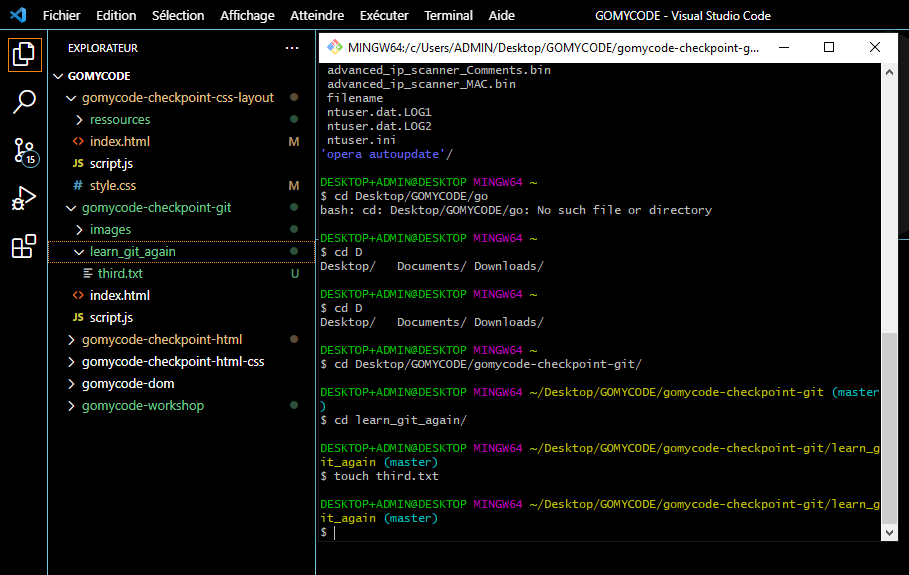 Fichier Edition Sélection Affichage Atteindre Exécuter Terminal Aide GOMYCODE - Visual Studio Code
EXPLORATEUR ...
GOMYCODE
gomycode-checkpoint-css-layout
ressources
index.html M
JS script.js
# style.css M
gomycode-checkpoint-git
images
learn_git_again
third.txt U
index.html
JS script.js
gomycode-checkpoint-html
gomycode-checkpoint-html-css
gomycode-dom
gomycode-workshop
15
MINGW64:/c/Users/ADMIN/Desktop/GOMYCODE/gomycode-checkpoint-g...
advanced_ip_scanner_Comments.bin
advanced_ip_scanner_MAC.bin
filename
ntuser.dat.LOG1
ntuser.dat.LOG2
ntuser.ini
'opera autoupdate'/
DESKTOP+ADMIN@DESKTOP MINGW64 ~
$ cd Desktop/GOMYCODE/go
bash: cd: Desktop/GOMYCODE/go: No such file or directory
DESKTOP+ADMIN@DESKTOP MINGW64 ~
$ cd D
Desktop/ Documents/ Downloads/
DESKTOP+ADMIN@DESKTOP MINGW64 ~
$ cd D
Desktop/ Documents/ Downloads/
DESKTOP+ADMIN@DESKTOP MINGW64 ~
$ cd Desktop/GOMYCODE/gomycode-checkpoint-git/
DESKTOP+ADMIN@DESKTOP MINGW64 ~/Desktop/GOMYCODE/gomycode-checkpoint-git (master
)
$ cd learn_git_again/
DESKTOP+ADMIN@DESKTOP MINGW64 ~/Desktop/GOMYCODE/gomycode-checkpoint-git/learn_g
it_again (master)
$ touch third.txt
DESKTOP+ADMIN@DESKTOP MINGW64 ~/Desktop/GOMYCODE/gomycode-checkpoint-git/learn_g
it_again (master)
$